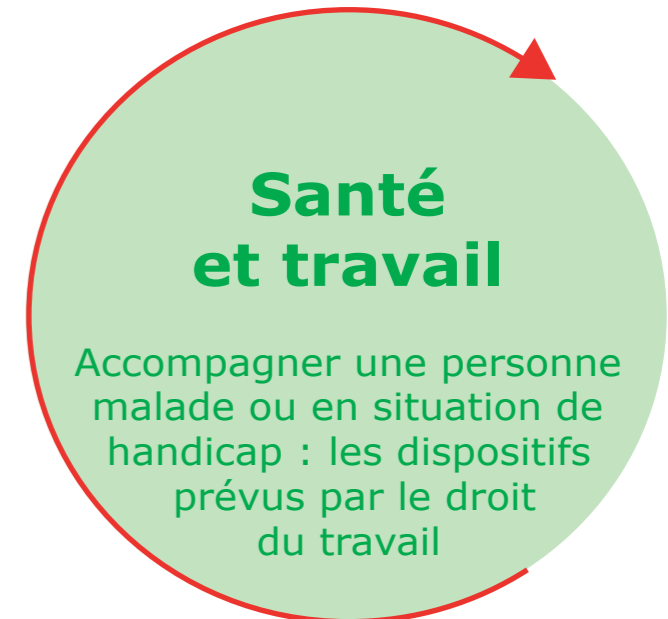 Santé
et travail
Accompagner une personne
malade ou en situation de
handicap : les dispositifs
prévus par le droit
du travail